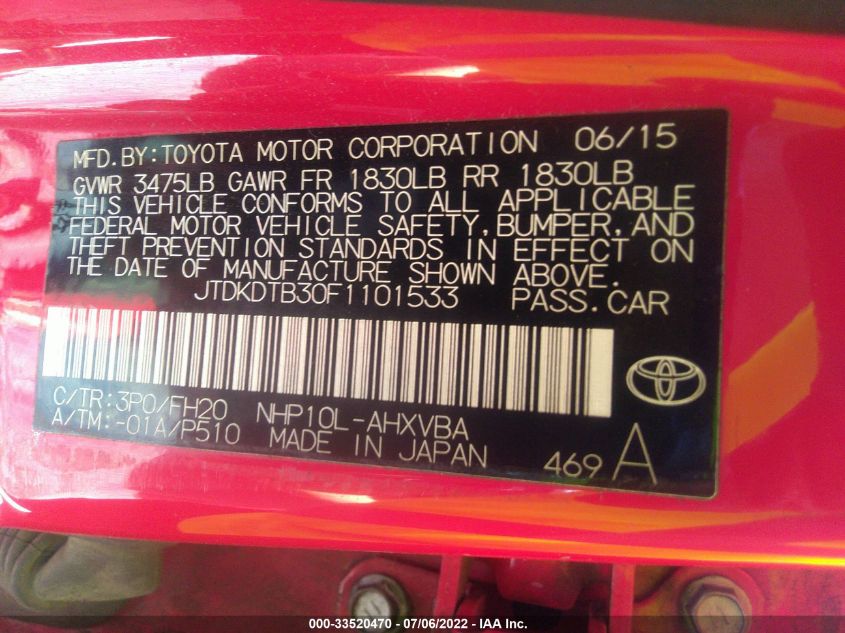 MFD.BY:TOYOTA MOTOR CORPORATION 06/15
GVWR 3475LB GAWR FR 1830LB RR 1830LB
THIS VEHICLE CONFORMS TO ALL APPLICABLE
FEDERAL MOTOR VEHICLE SAFETY,BUMPER,AND
THEFT PREVENTION STANDARDS IN EFFECT ON
THE DATE OF MANUFACTURE SHOWN ABOVE.
JTDKDTB30F1101533 PASS.CAR
C/TR:3P0/FH20 NHP10L-AHXVBA
A/TM:-01A/P510 MADE IN JAPAN
469 A
000-33520470 - 07/06/2022 - IAA Inc.